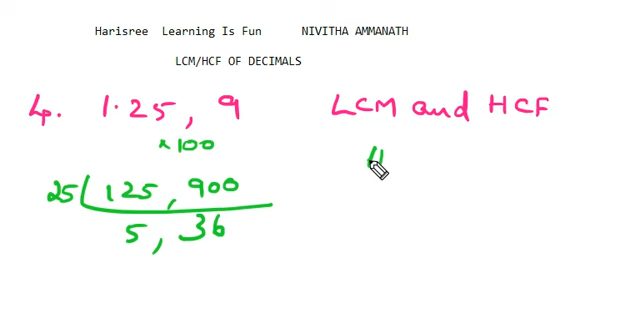 Harisree Learning Is Fun NIVITHA AMMANATH
LCM/HCF OF DECIMALS
4. 1.25, 9 LCM and HCF
×100
25 125, 900
5, 36